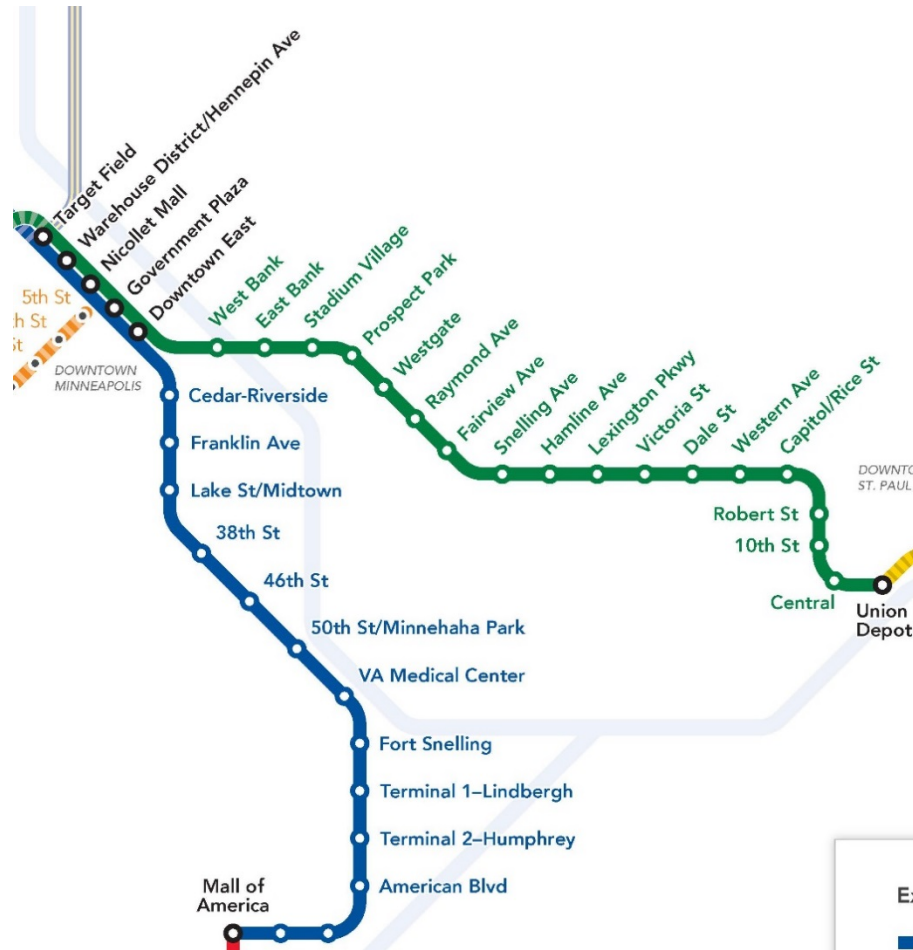 Target Field
Warehouse District/Hennepin Ave
Nicollet Mall
Government Plaza
Downtown East
5th St
St
DOWNTOWN
MINNEAPOLIS
West Bank
East Bank
Stadium Village
Prospect Park
Westgate
Raymond Ave
Fairview Ave
Snelling Ave
Hamline Ave
Lexington Pkwy
Victoria St
Dale St
Western Ave
Capitol/Rice St
ST. PAUL
Robert St
10th St
Central
Union
Depot
Cedar-Riverside
Franklin Ave
Lake St/Midtown
38th St
46th St
50th St/Minnehaha Park
VA Medical Center
Fort Snelling
Terminal 1–Lindbergh
Terminal 2–Humphrey
American Blvd
Mall of
America